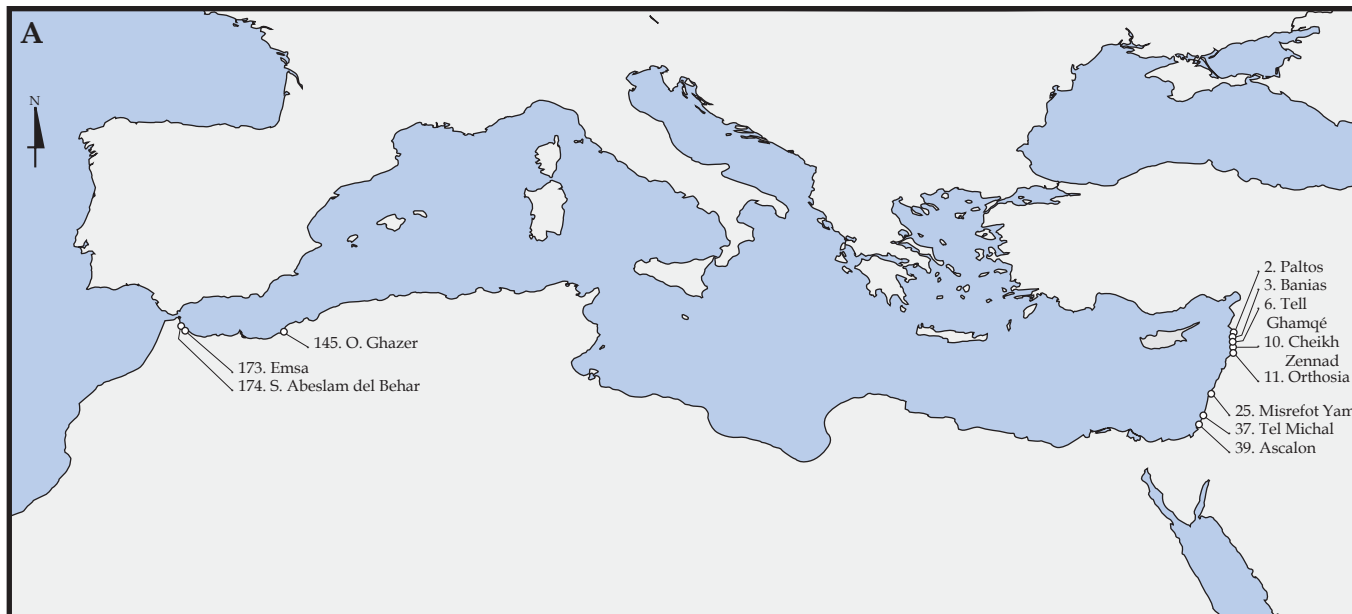 A
N
2. Paltos
3. Banias
6. Tell
Ghamqé
10. Cheikh
Zennad
11. Orthosia
145. O. Ghazer
173. Emsa
174. S. Abeslam del Behar
25. Misrefot Yam
37. Tel Michal
39. Ascalon